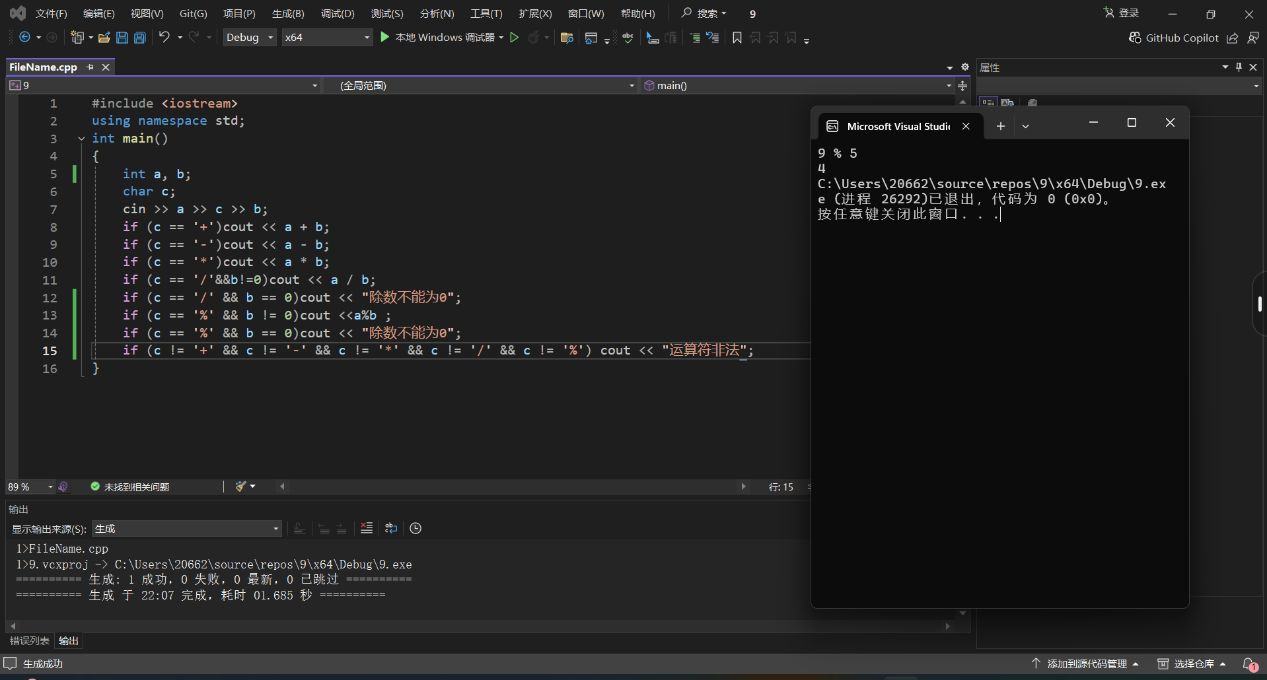 文件(F) 编辑(E) 视图(V) Git(G) 项目(P) 生成(B) 调试(D) 测试(S) 分析(N) 工具(T) 扩展(X) 窗口(W) 帮助(H) 搜索 9 登录
Debug x64 本地 Windows 调试器 GitHub Copilot
FileName.cpp
属性
9 (全局范围) main()
1 #include <iostream>
2 using namespace std;
3 int main()
4 {
5 int a, b;
6 char c;
7 cin >> a >> c >> b;
8 if (c == '+')cout << a + b;
9 if (c == '-')cout << a - b;
10 if (c == '*')cout << a * b;
11 if (c == '/'&&b!=0)cout << a / b;
12 if (c == '/' && b == 0)cout << "除数不能为0";
13 if (c == '%' && b != 0)cout <<a%b ;
14 if (c == '%' && b == 0)cout << "除数不能为0";
15 if (c != '+' && c != '-' && c != '*' && c != '/' && c != '%') cout << "运算符非法";
16 }
Microsoft Visual Studi
9 % 5
4
C:\Users\20662\source\repos\9\x64\Debug\9.ex
e (进程 26292)已退出，代码为 0 (0x0)。
按任意键关闭此窗口. . .
89 % 未找到相关问题 行: 15
输出
显示输出来源(S): 生成
1>FileName.cpp
1>9.vcxproj -> C:\Users\20662\source\repos\9\x64\Debug\9.exe
========== 生成: 1 成功，0 失败，0 最新，0 已跳过 ==========
========== 生成 于 22:07 完成，耗时 01.685 秒 ==========
错误列表 输出
生成成功 添加到源代码管理 选择仓库 1